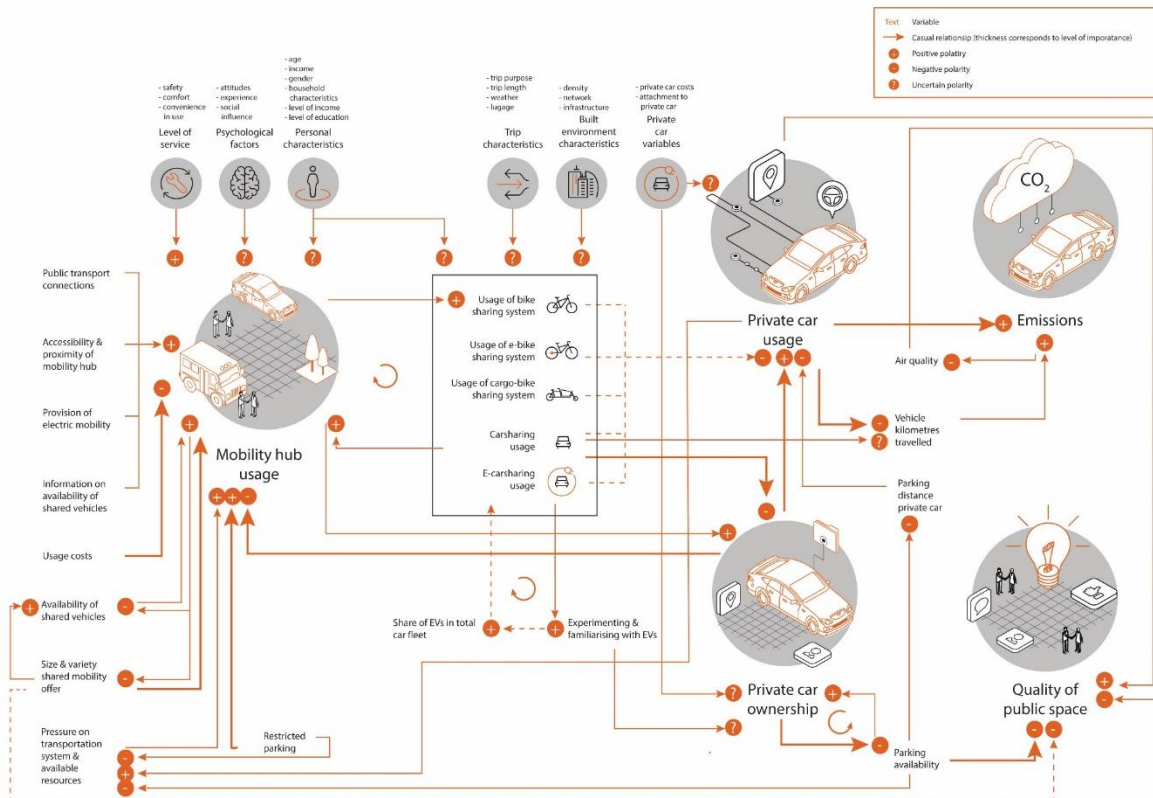 Text Variable
Casual relationsip (thickness corresponds to level of imporatance)
Positive polatiry
Negative polarity
? Uncertain polarity
- safety
- comfort
- convenience
in use
Level of
service
- attitudes
- experience
- social
influence
Psychological
factors
- age
- income
- gender
- household
characteristics
- level of income
- level of education
Personal
characteristics
- trip purpose
- trip length
- weather
- lugage
Trip
characteristics
- density
- network
- infrastructure
Built
environment
characteristics
- private car costs
- attachment to
private car
Private
car
variables
?
CO2
+
?
?
?
?
?
Public transport
connections
Accessibility &
proximity of
mobility hub
+
-
Provision of
electric mobility
+
Information on
availability of
shared vehicles
Usage costs
Mobility hub
usage
+ + -
+
+
Usage of bike
sharing system
Usage of e-bike
sharing system
Usage of cargo-bike
sharing system
Carsharing
usage
E-carsharing
usage
Private car
usage
- + -
+
Emissions
+
Air quality
-
-
?
Vehicle
kilometres
travelled
Parking
distance
private car
-
-
+
Share of EVs in total
car fleet
+
+
Experimenting &
familiarising with EVs
+
Availability of
shared vehicles
-
Size & variety
shared mobility
offer
-
Pressure on
transportation
system &
available
resources
-
+
-
Restricted
parking
?
Private car
ownership
+
?
-
Parking
availability
Quality of
public space
+
-
- -